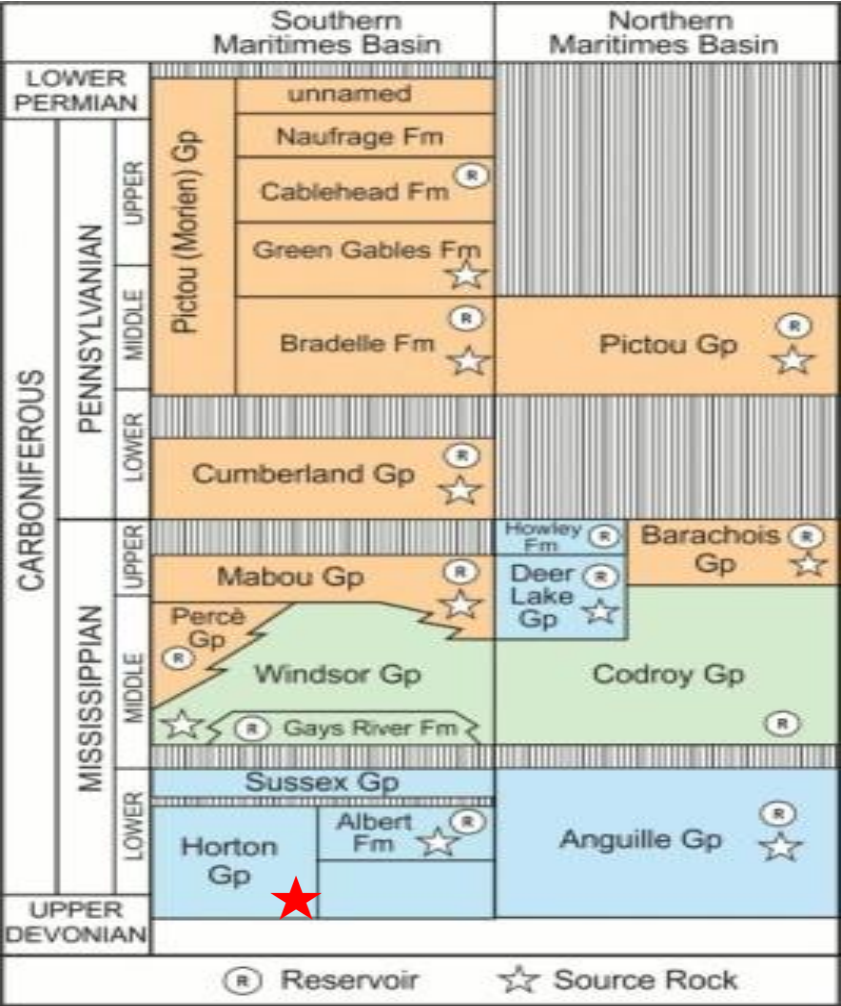 Southern
Maritimes Basin
Northern
Maritimes Basin
LOWER
PERMIAN
CARBONIFEROUS
PENNSYLVANIAN
UPPER
MIDDLE
LOWER
MISSISSIPPIAN
UPPER
MIDDLE
LOWER
UPPER
DEVONIAN
Pictou (Morien) Gp
unnamed
Naufrage Fm
Cablehead Fm R
Green Gables Fm
Bradelle Fm R
Pictou Gp R
Cumberland Gp R
Mabou Gp R
Howley
Fm R
Deer
Lake
Gp R
Barachois
Gp R
Percè
Gp
R
Windsor Gp
R Gays River Fm
Codroy Gp
R
Sussex Gp
Horton
Gp
Albert
Fm R
Anguille Gp R
R Reservoir
Source Rock